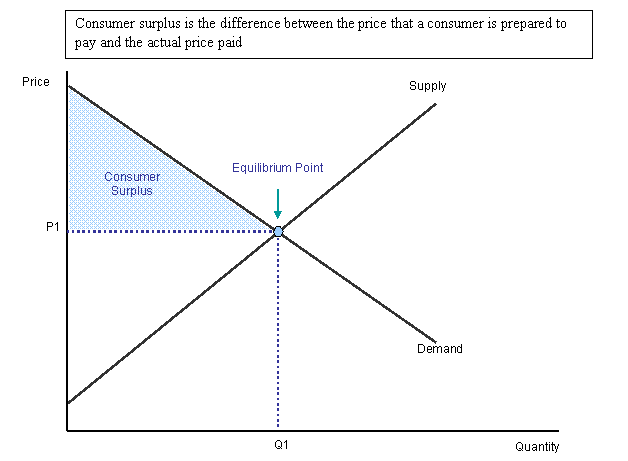 Consumer surplus is the difference between the price that a consumer is prepared to
pay and the actual price paid
Price
Supply
Equilibrium Point
Consumer
Surplus
P1
Demand
Q1
Quantity